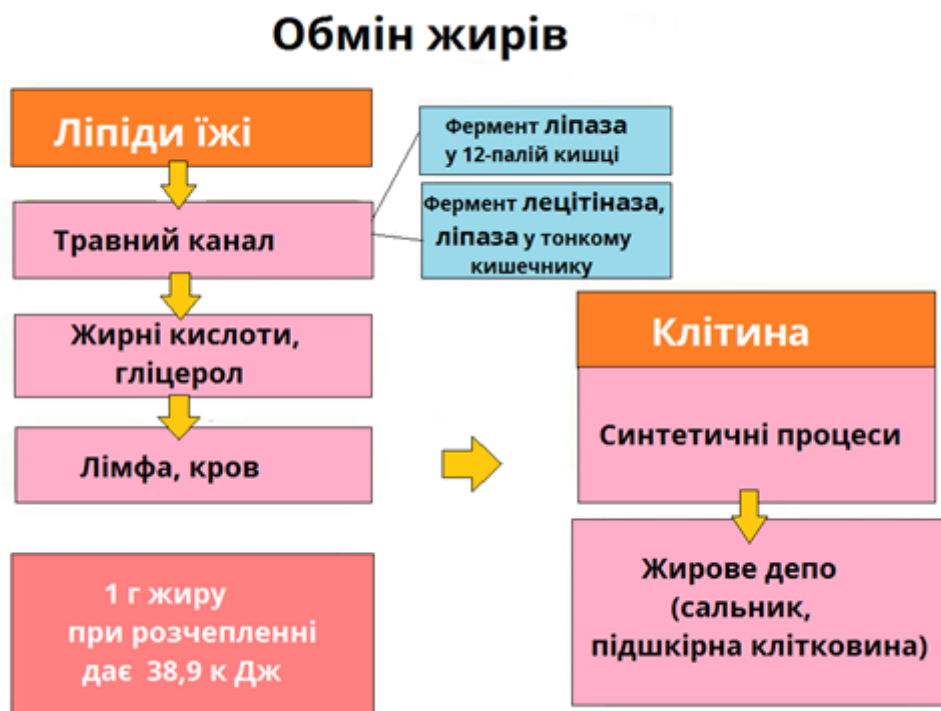 Обмін жирів
Ліпіди їжі
Фермент ліпаза
у 12-палій кишці
Травний канал
Фермент лецітіназа,
ліпаза у тонкому
кишечнику
Жирні кислоти,
гліцерол
Лімфа, кров
1 г жиру
при розчепленні
дає 38,9 к Дж
Клітина
Синтетичні процеси
Жирове депо
(сальник,
підшкірна клітковина)